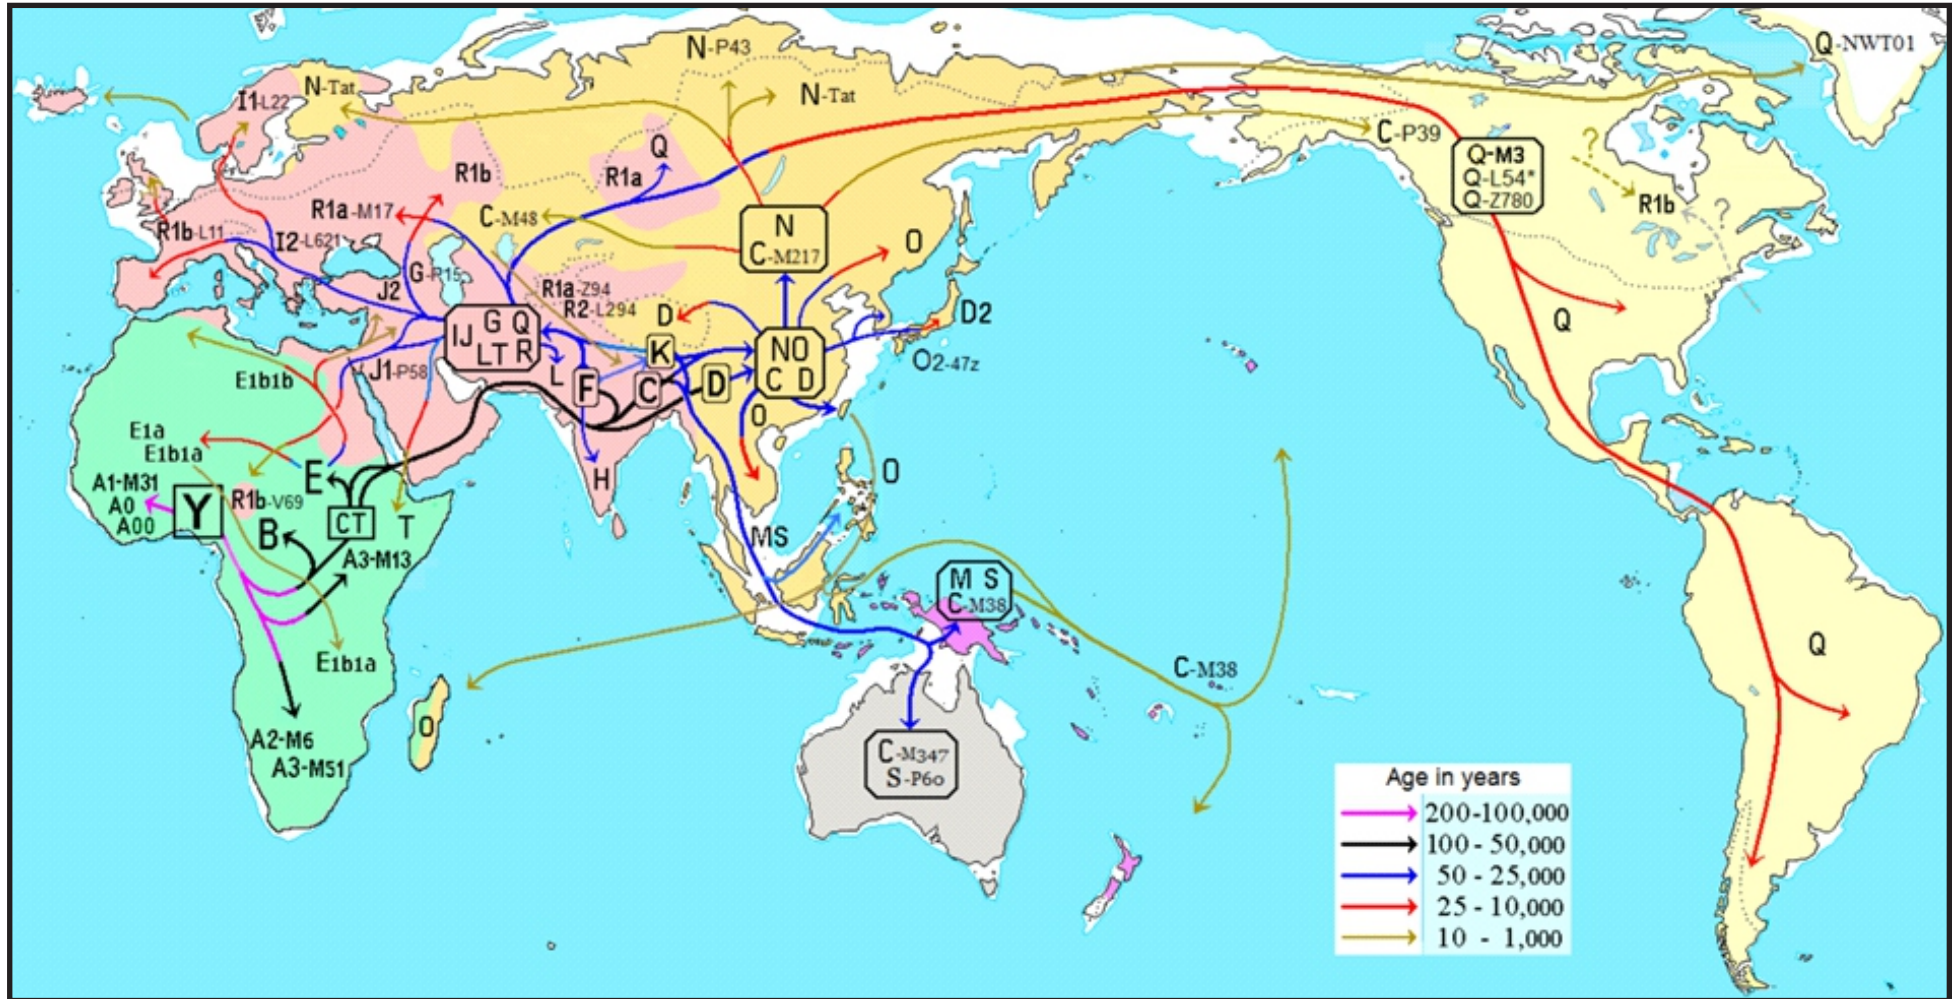 N-P43
Q-NWT01
N-Tat
N-Tat
I1-L22
C-P39
?
Q
R1a
R1b
Q-M3
Q-L54*
Q-Z780
R1b
?
R1a-M17
C-M48
N
C-M217
O
R1b-L11
I2-L621
G-P15
J2
R1a-Z94
R2-L294
D
D2
Q
IJ G Q
LT R
K
NO
C D
O2-47z
E1b1b
J1-P58
L
F
C
D
O
E1a
E1b1a
H
O
A1-M31
A0
A00
Y
R1b-V69
E
CT
T
B
A3-M13
MS
M S
C-M38
E1b1a
Q
C-M38
O
A2-M6
A3-M51
C-M347
S-P60
Age in years
200-100,000
100 - 50,000
50 - 25,000
25 - 10,000
10 - 1,000